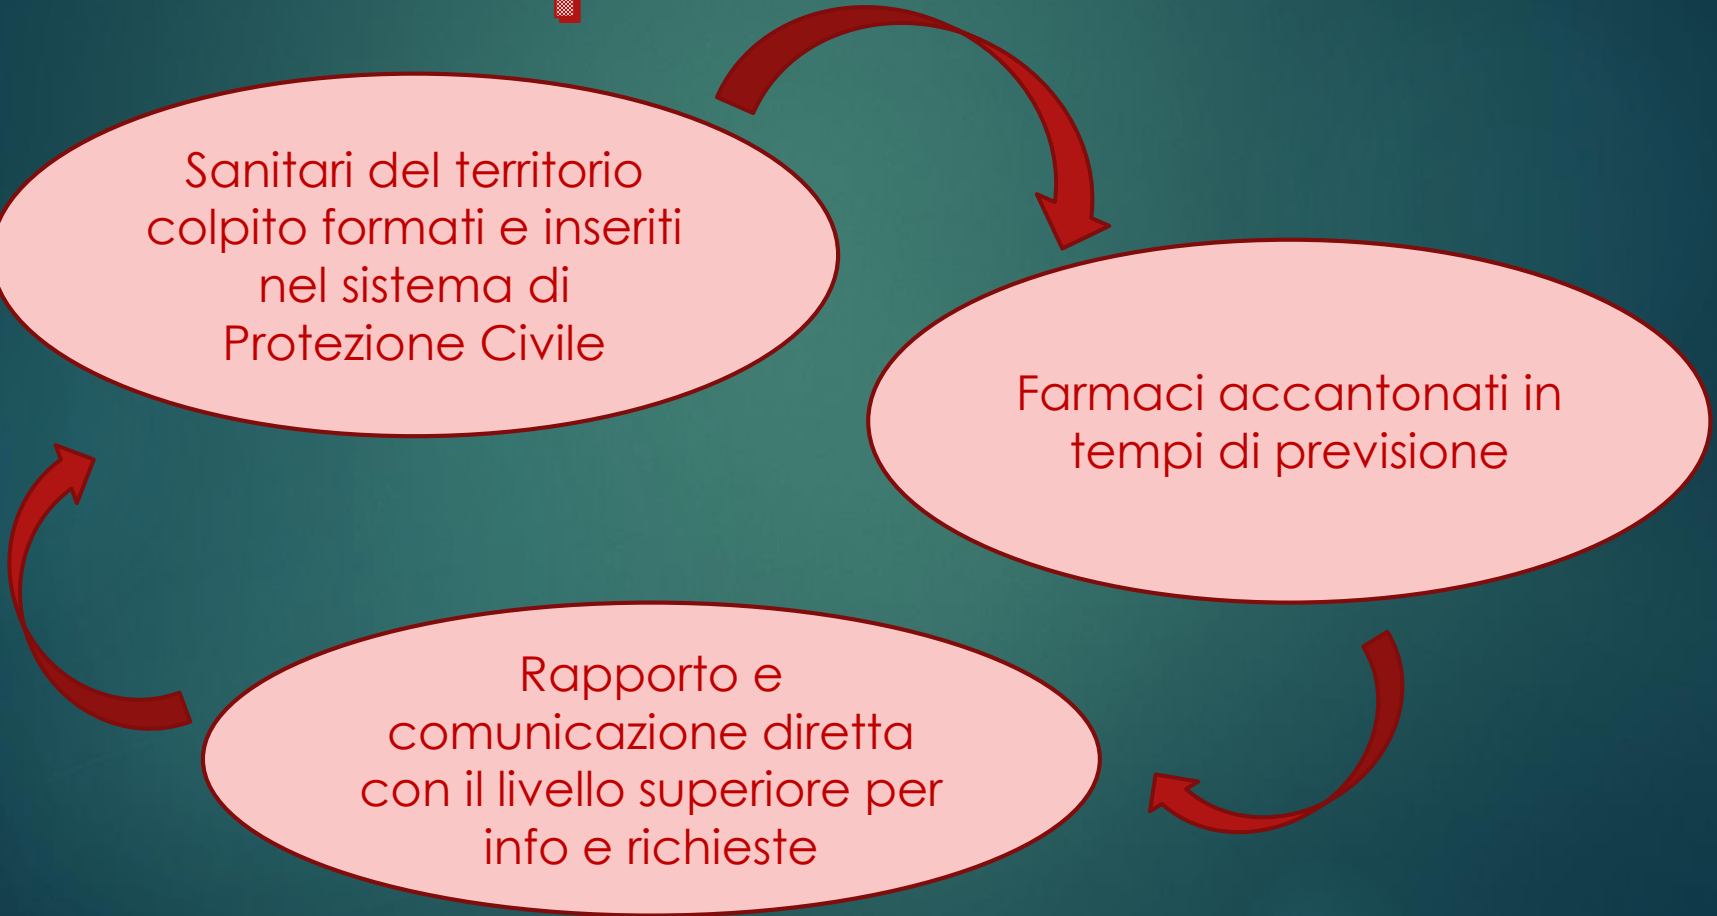 Sanitari del territorio
colpito formati e inseriti
nel sistema di
Protezione Civile
Farmaci accantonati in
tempi di previsione
Rapporto e
comunicazione diretta
con il livello superiore per
info e richieste